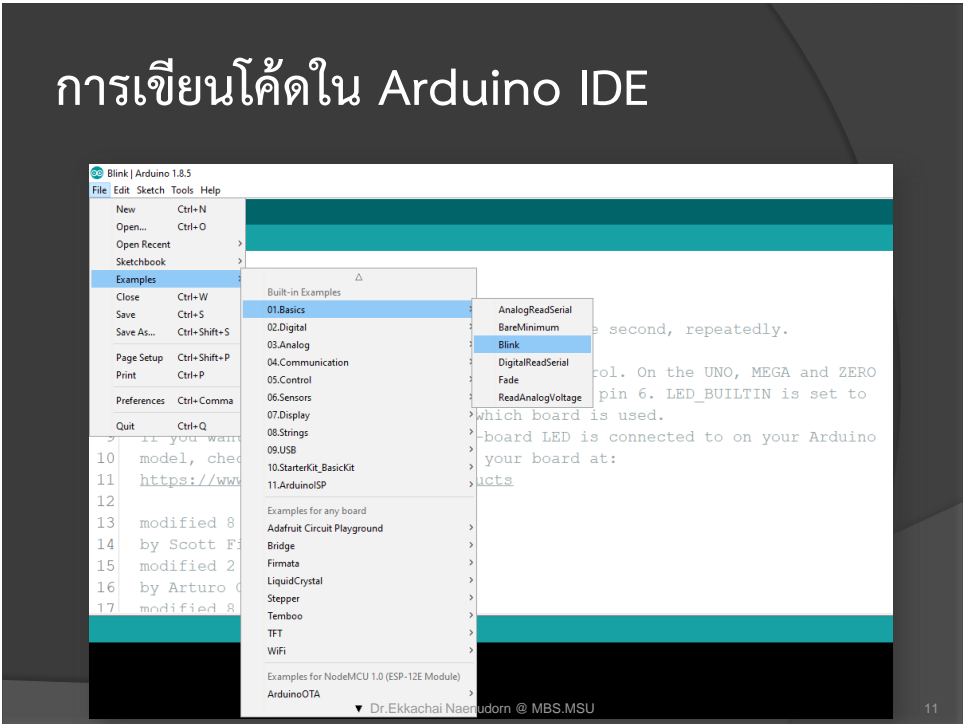 การเขียนโค้ดใน Arduino IDE
Blink | Arduino 1.8.5
File Edit Sketch Tools Help
New Ctrl+N
Open... Ctrl+O
Open Recent
Sketchbook
Examples
Close Ctrl+W
Save Ctrl+S
Save As... Ctrl+Shift+S
Page Setup Ctrl+Shift+P
Print Ctrl+P
Preferences Ctrl+Comma
Quit Ctrl+Q
Built-in Examples
01.Basics
02.Digital
03.Analog
04.Communication
05.Control
06.Sensors
07.Display
08.Strings
09.USB
10.StarterKit_BasicKit
11.ArduinoISP
Examples for any board
Adafruit Circuit Playground
Bridge
Firmata
LiquidCrystal
Stepper
Temboo
TFT
WiFi
Examples for NodeMCU 1.0 (ESP-12E Module)
ArduinoOTA
AnalogReadSerial
BareMinimum
Blink
DigitalReadSerial
Fade
ReadAnalogVoltage
second, repeatedly.
On the UNO, MEGA and ZERO
pin 6. LED_BUILTIN is set to
which board is used.
9 If you want
-board LED is connected to on your Arduino
10 model, your board at:
11 https://www
12
13 modified 8
14 by Scott
15 modified 2
16 by Arturo
17 modified 8
Dr.Ekkachai Naenudorn @ MBS.MSU
11